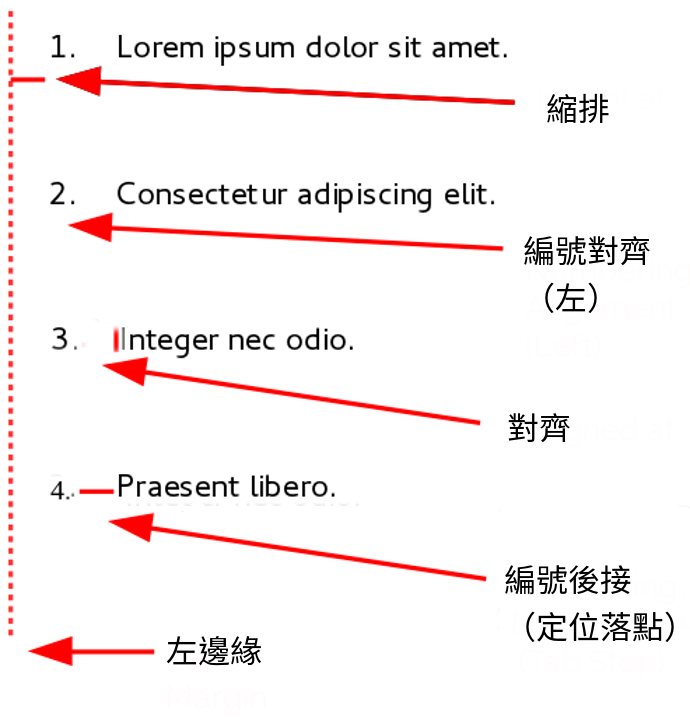 1. Lorem ipsum dolor sit amet.
縮排
2. Consectetur adipiscing elit.
編號對齊
（左）
3. Integer nec odio.
對齊
4. Praesent libero.
編號後接
（定位落點）
左邊緣